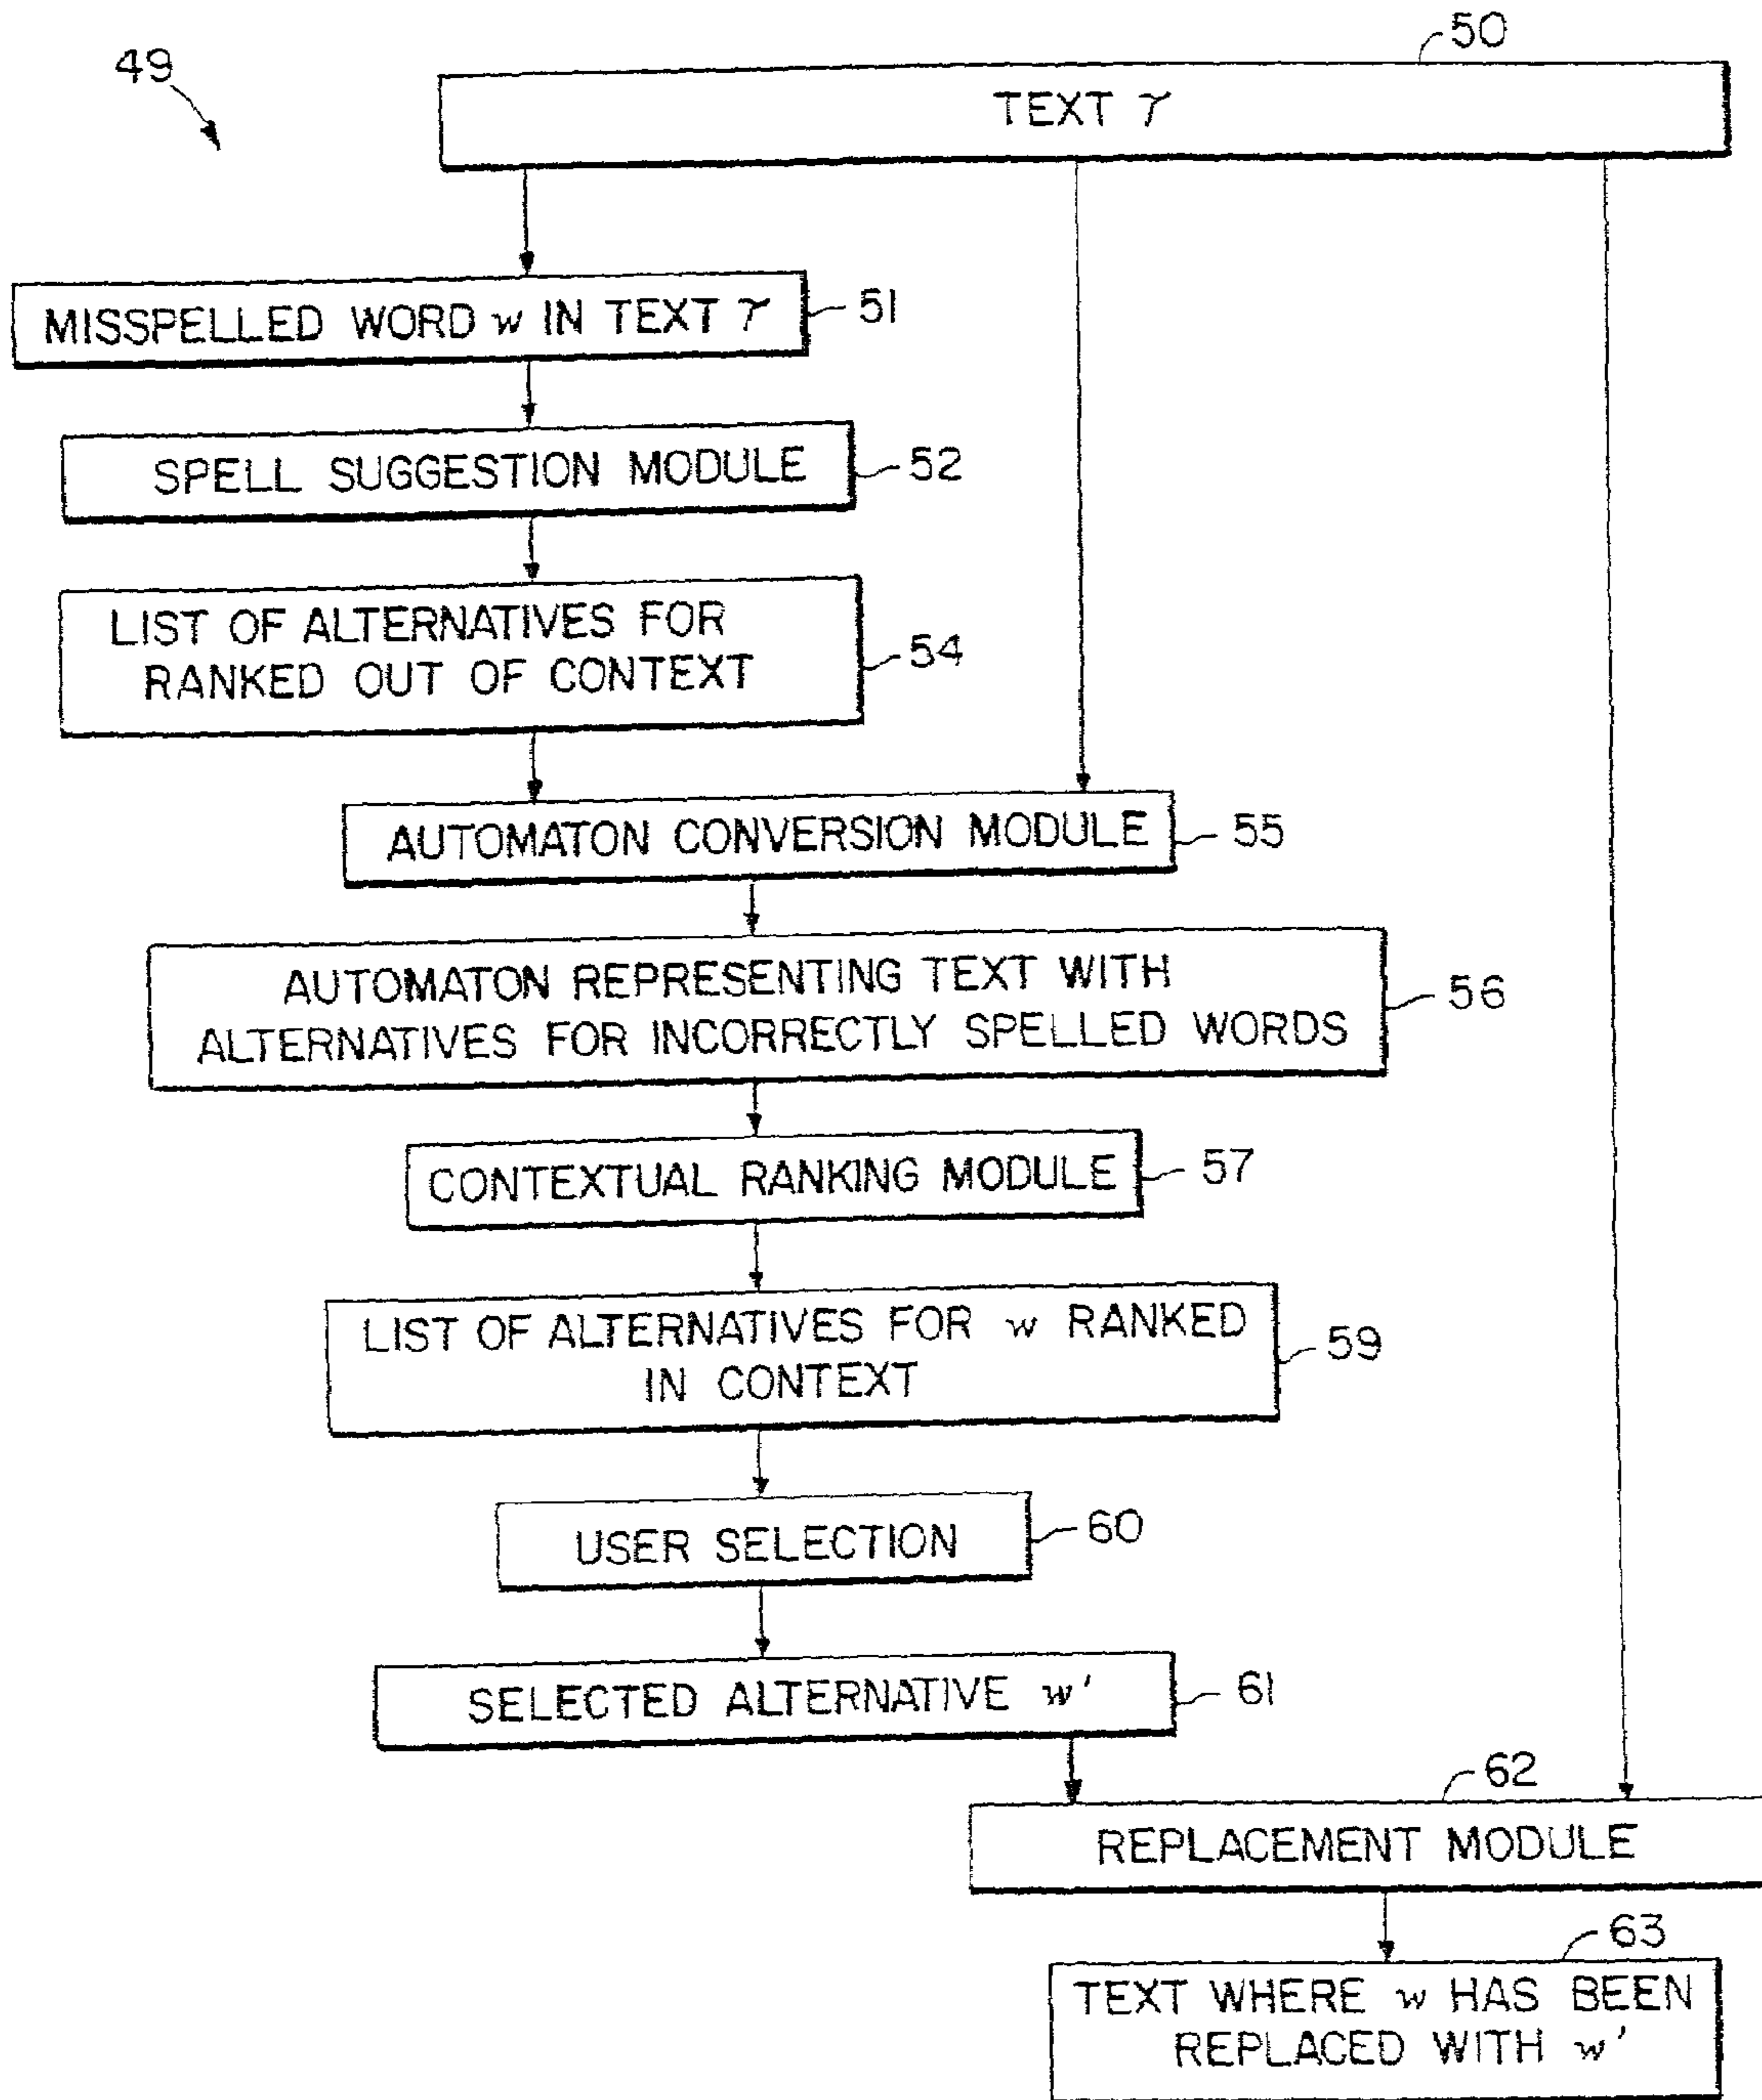 49
50
TEXT T
MISSPELLED WORD w IN TEXT T
51
SPELL SUGGESTION MODULE
52
LIST OF ALTERNATIVES FOR
RANKED OUT OF CONTEXT
54
AUTOMATON CONVERSION MODULE
55
AUTOMATON REPRESENTING TEXT WITH
ALTERNATIVES FOR INCORRECTLY SPELLED WORDS
56
CONTEXTUAL RANKING MODULE
57
LIST OF ALTERNATIVES FOR w RANKED
IN CONTEXT
59
USER SELECTION
60
SELECTED ALTERNATIVE w'
61
62
REPLACEMENT MODULE
63
TEXT WHERE w HAS BEEN
REPLACED WITH w'